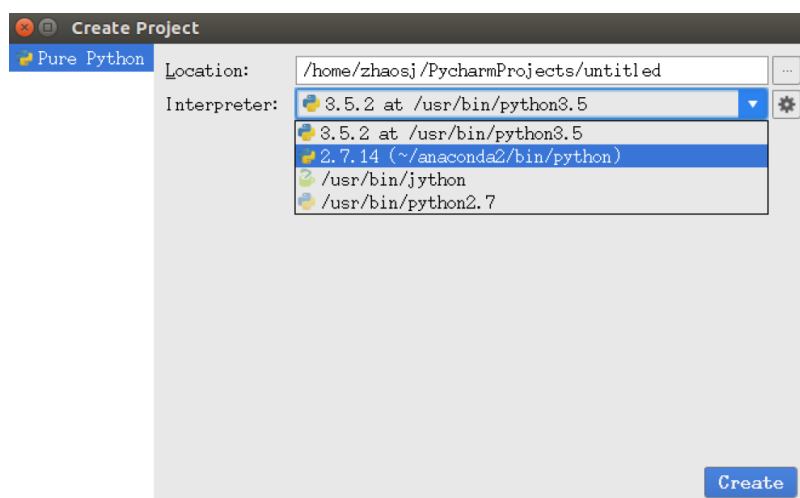 Create Project
Pure Python
Location: /home/zhaosj/PycharmProjects/untitled ...
Interpreter: 3.5.2 at /usr/bin/python3.5
3.5.2 at /usr/bin/python3.5
2.7.14 (~/anaconda2/bin/python)
/usr/bin/jython
/usr/bin/python2.7
Create